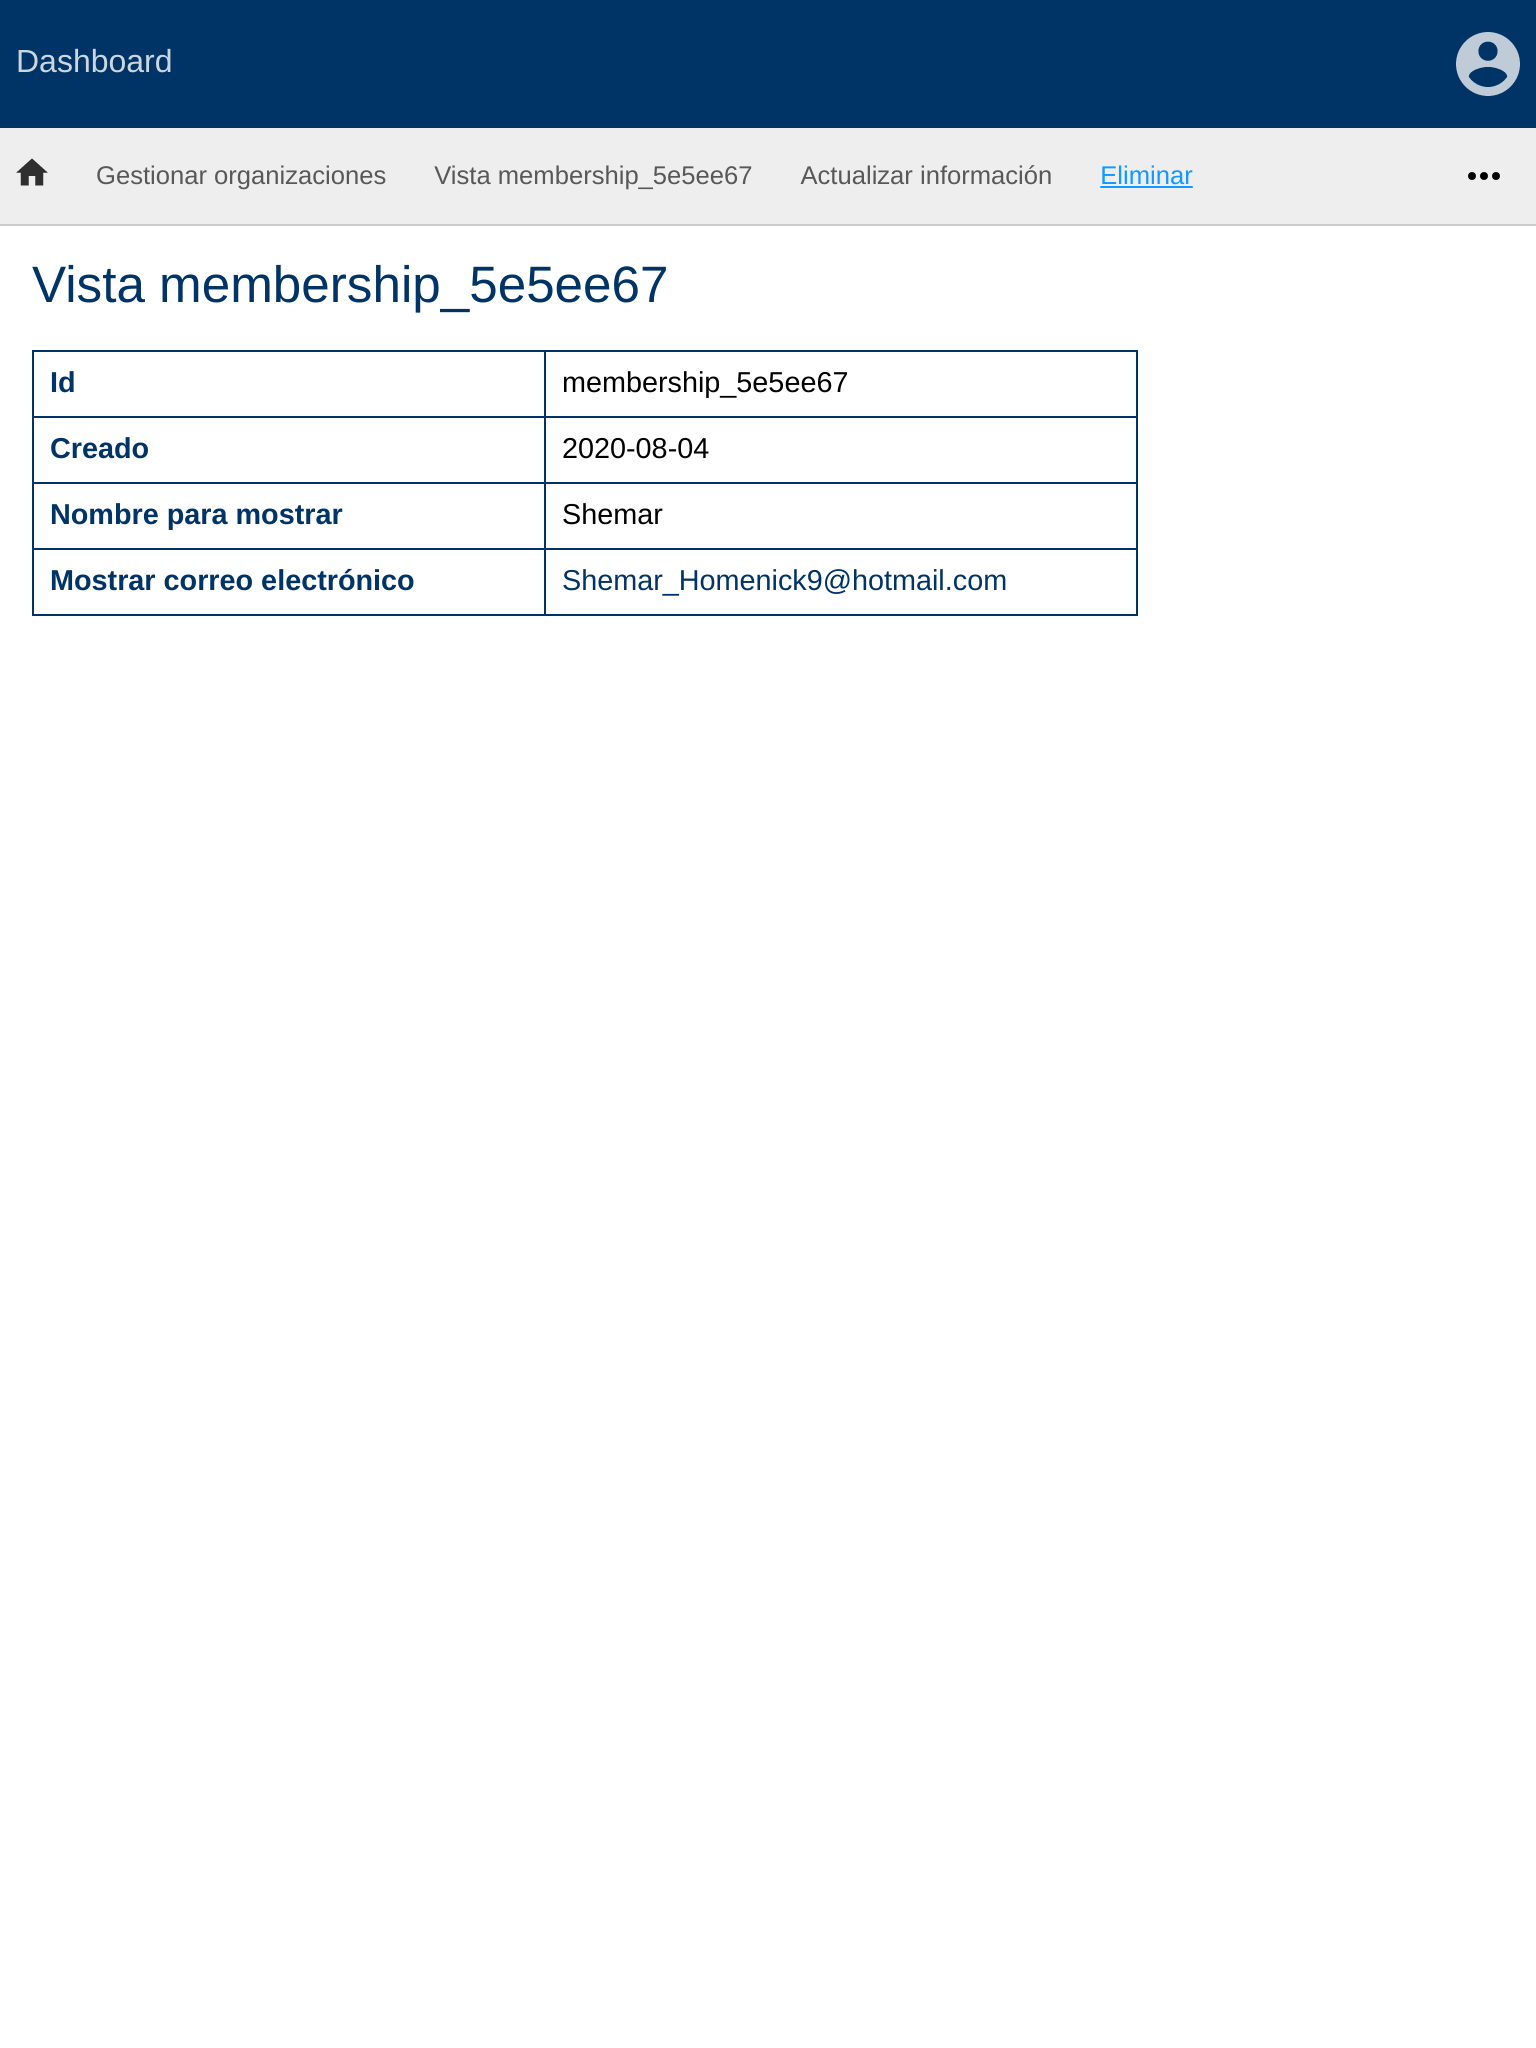 Dashboard
Gestionar organizaciones Vista membership_5e5ee67 Actualizar información Eliminar
Vista membership_5e5ee67
Id membership_5e5ee67
Creado 2020-08-04
Nombre para mostrar Shemar
Mostrar correo electrónico Shemar_Homenick9@hotmail.com